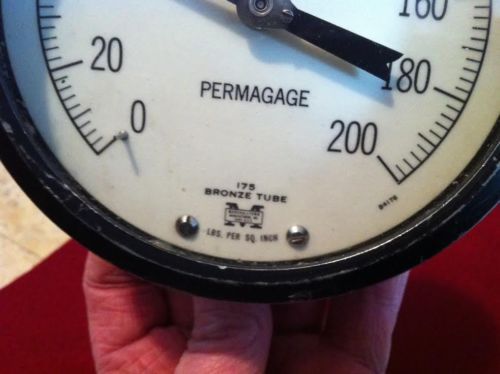 160
20
180
PERMAGAGE
0
200
175
BRONZE TUBE
M
LBS. PER SQ. INCH